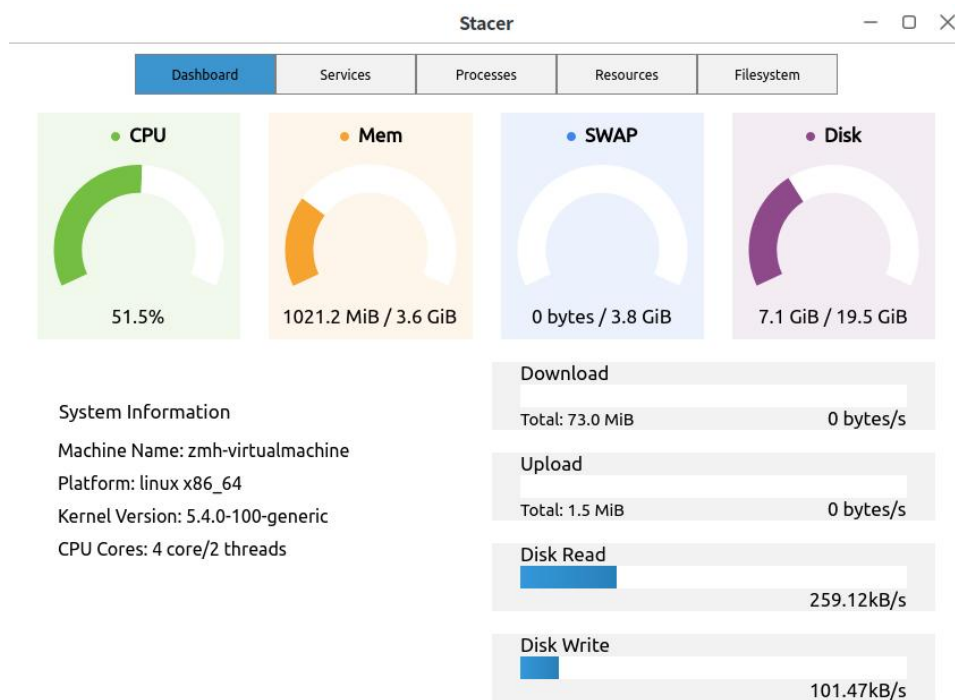 Stacer
Dashboard Services Processes Resources Filesystem
CPU
51.5%
Mem
1021.2 MiB / 3.6 GiB
SWAP
0 bytes / 3.8 GiB
Disk
7.1 GiB / 19.5 GiB
System Information
Machine Name: zmh-virtualmachine
Platform: linux x86_64
Kernel Version: 5.4.0-100-generic
CPU Cores: 4 core/2 threads
Download
Total: 73.0 MiB 0 bytes/s
Upload
Total: 1.5 MiB 0 bytes/s
Disk Read
259.12kB/s
Disk Write
101.47kB/s